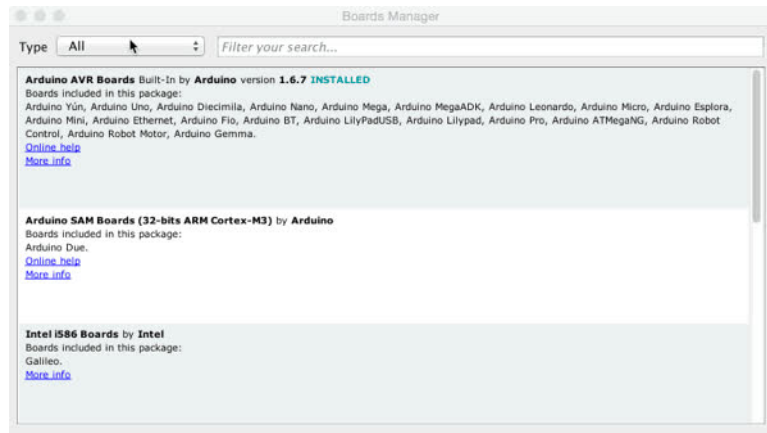 Boards Manager
Type All Filter your search...
Arduino AVR Boards Built-In by Arduino version 1.6.7 INSTALLED
Boards included in this package:
Arduino Yún, Arduino Uno, Arduino Diecimila, Arduino Nano, Arduino Mega, Arduino MegaADK, Arduino Leonardo, Arduino Micro, Arduino Esplora,
Arduino Mini, Arduino Ethernet, Arduino Fio, Arduino BT, Arduino LilyPadUSB, Arduino Lilypad, Arduino Pro, Arduino ATMegaNG, Arduino Robot
Control, Arduino Robot Motor, Arduino Gemma.
Online help
More info
Arduino SAM Boards (32-bits ARM Cortex-M3) by Arduino
Boards included in this package:
Arduino Due.
Online help
More info
Intel i586 Boards by Intel
Boards included in this package:
Galileo.
More info